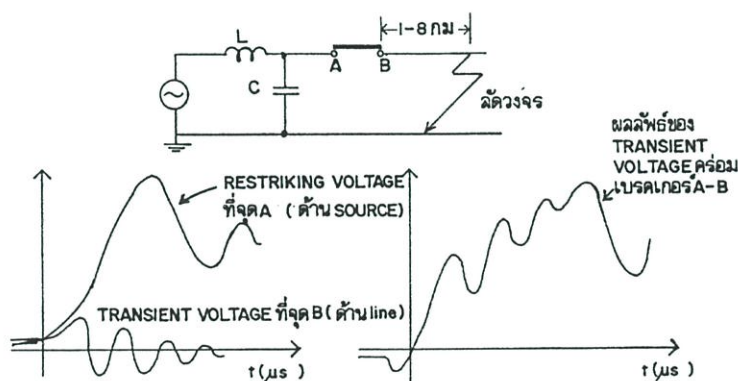 L
1-8 กม
A
B
C
ลัดวงจร
ผลลัพธ์ของ
TRANSIENT
VOLTAGE คร่อม
เบรคเกอร์ A-B
RESTRIKING VOLTAGE
ที่จุด A (ด้าน SOURCE)
TRANSIENT VOLTAGE ที่จุด B (ด้าน line)
t (μs)
t (μs)